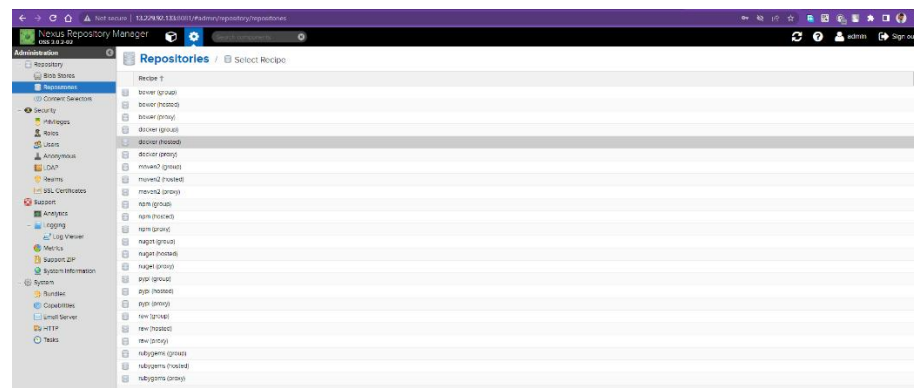 Not secure | 13.229.92.133:8081/#admin/repository/repositories
Nexus Repository Manager
OSS 3.0.2-02
Search components
admin
Sign out
Administration
Repository
Blob Stores
Repositories
Content Selectors
Security
Privileges
Roles
Users
Anonymous
LDAP
Realms
SSL Certificates
Support
Analytics
Logging
Log Viewer
Metrics
Support ZIP
System Information
System
Bundles
Capabilities
Email Server
HTTP
Tasks
Repositories / Select Recipe
Recipe ↑
bower (group)
bower (hosted)
bower (proxy)
docker (group)
docker (hosted)
docker (proxy)
maven2 (group)
maven2 (hosted)
maven2 (proxy)
npm (group)
npm (hosted)
npm (proxy)
nuget (group)
nuget (hosted)
nuget (proxy)
pypi (group)
pypi (hosted)
pypi (proxy)
raw (group)
raw (hosted)
raw (proxy)
rubygems (group)
rubygems (hosted)
rubygems (proxy)